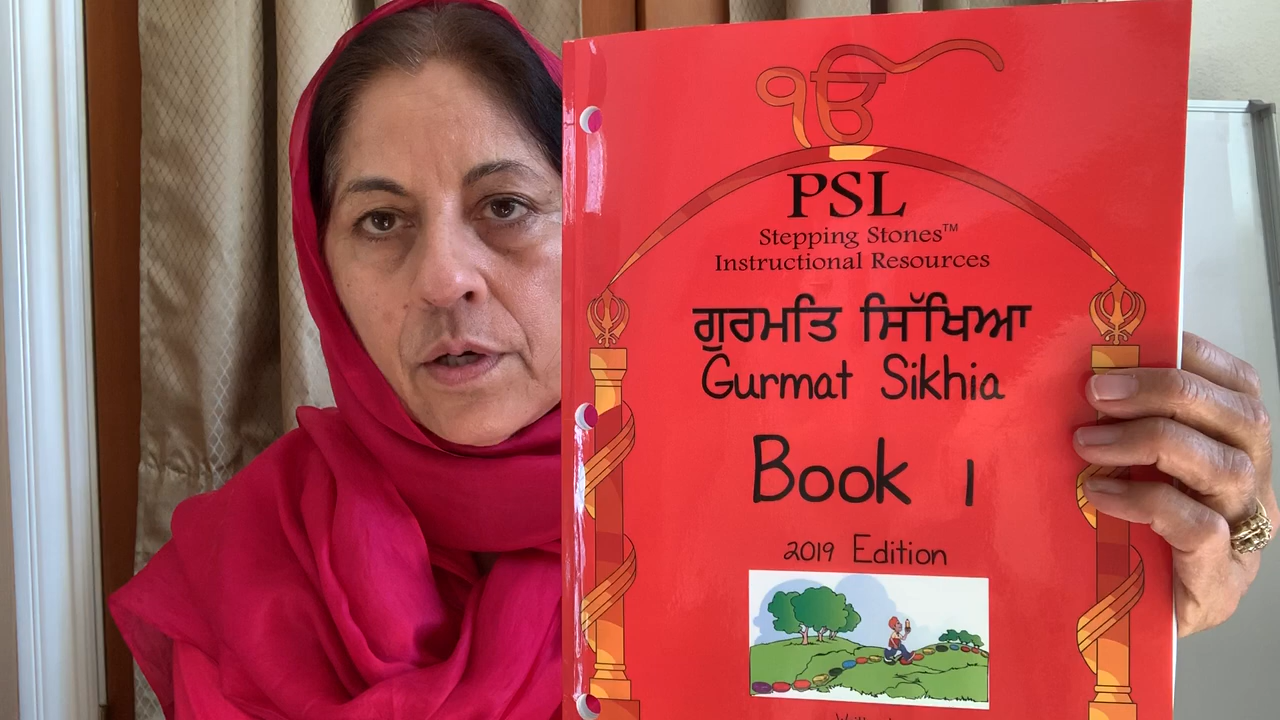 ੴ
PSL
Stepping Stones™
Instructional Resources
ਗੁਰਮਤਿ ਸਿੱਖਿਆ
Gurmat Sikhia
Book 1
2019 Edition